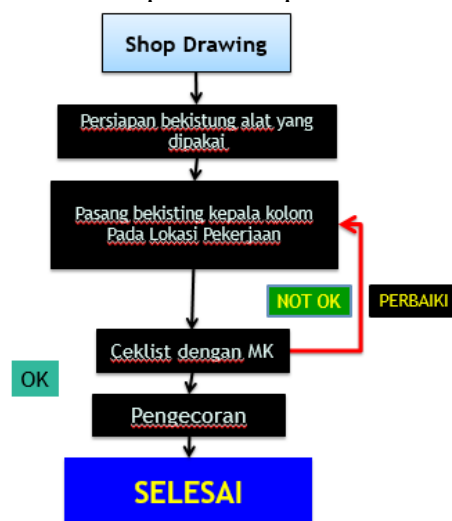 Shop Drawing
Persiapan bekistung alat yang
dipakai
Pasang bekisting kepala kolom
Pada Lokasi Pekerjaan
NOT OK
PERBAIKI
Ceklist dengan MK
OK
Pengecoran
SELESAI